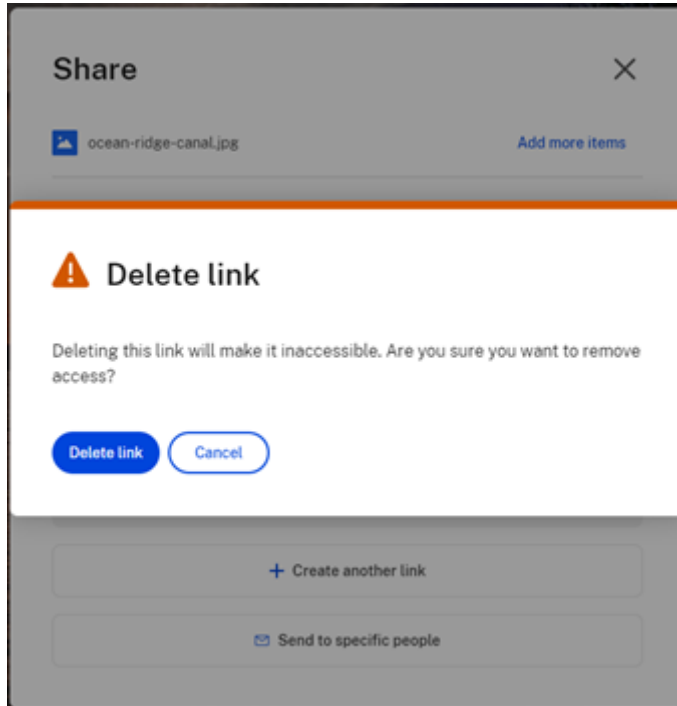 Share
ocean-ridge-canal.jpg
Add more items
Delete link
Deleting this link will make it inaccessible. Are you sure you want to remove
access?
Delete link
Cancel
Create another link
Send to specific people